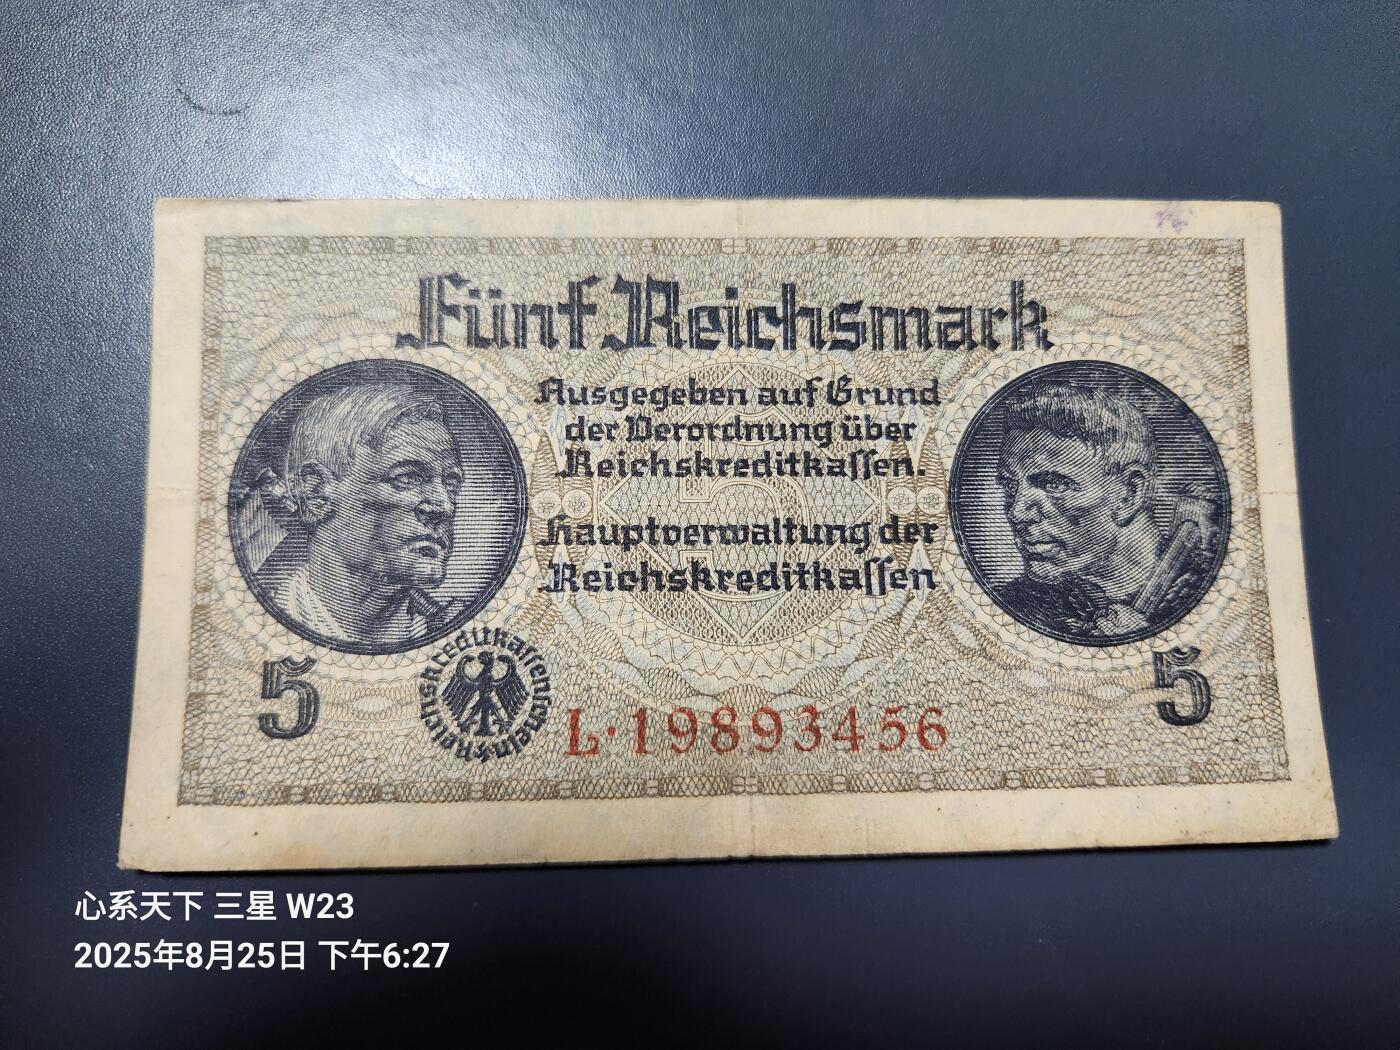 Fünf Reichsmark
Ausgegeben auf Grund
der Verordnung über
Reichskreditkaſſen.
Hauptverwaltung der
Reichskreditkaſſen
5
5
Reichskreditkaſſenſchein
L·19893456
5
心系天下 三星 W23
2025年8月25日 下午6:27